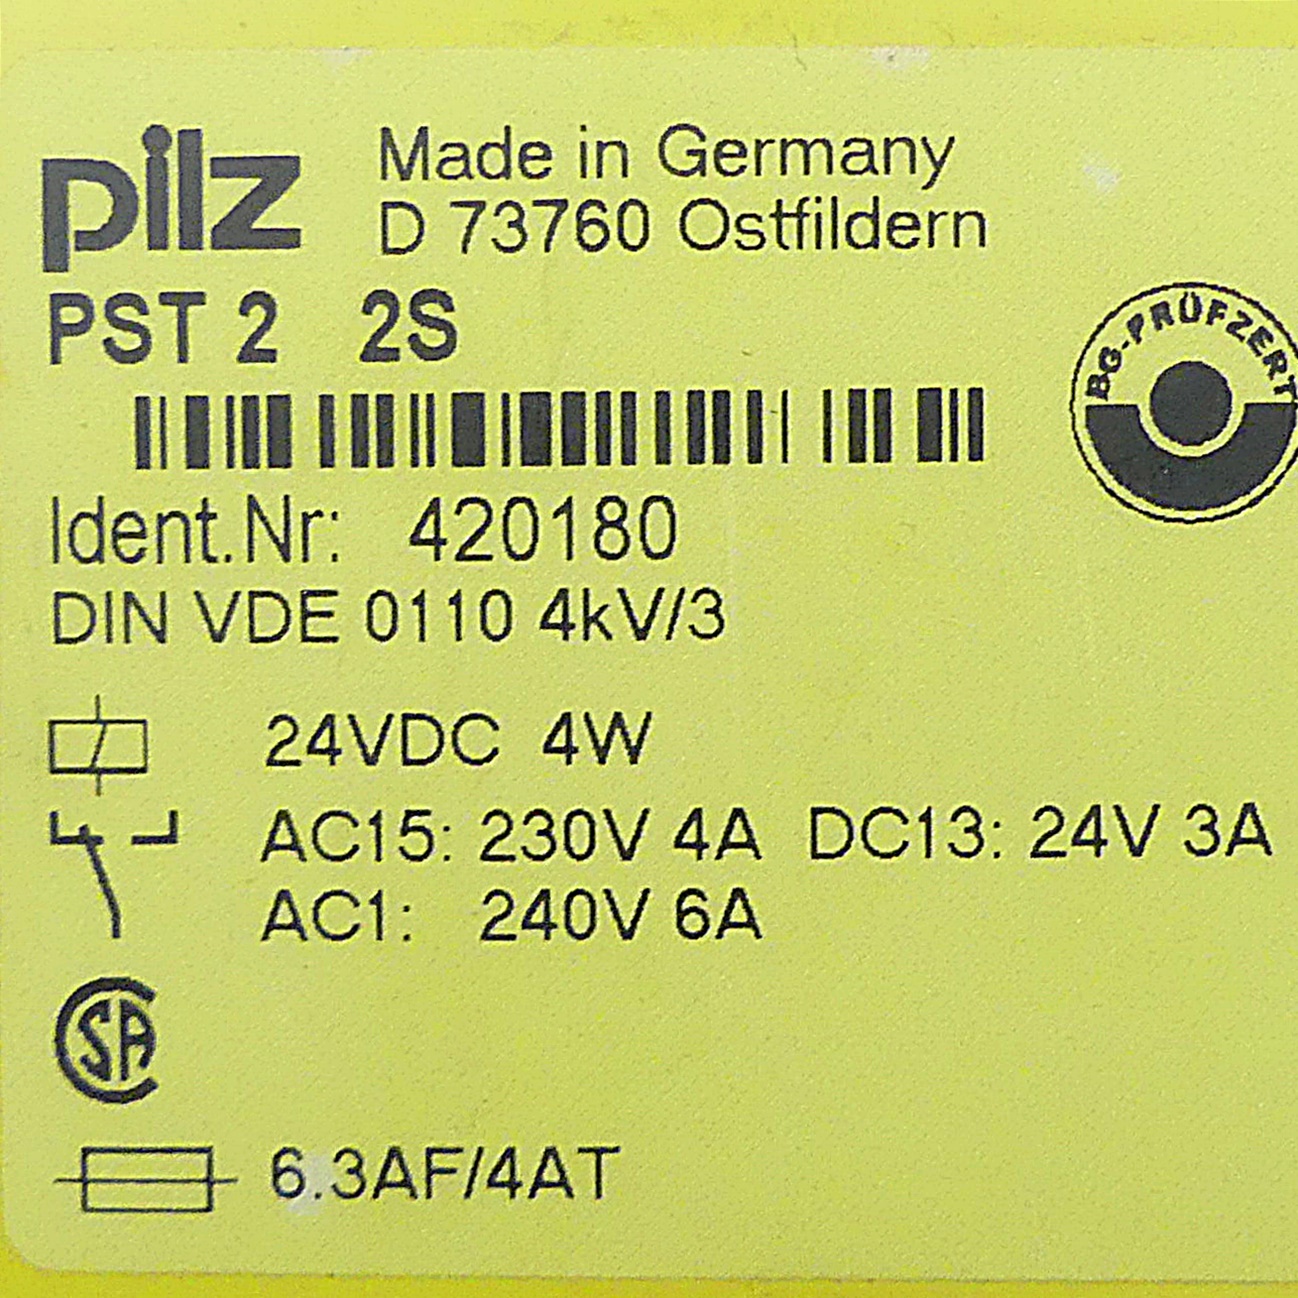 pilz
Made in Germany
D 73760 Ostfildern
PST 2 2S
BG-PRÜFZERT
Ident.Nr: 420180
DIN VDE 0110 4kV/3
24VDC 4W
AC15: 230V 4A DC13: 24V 3A
AC1: 240V 6A
CSA
6.3AF/4AT